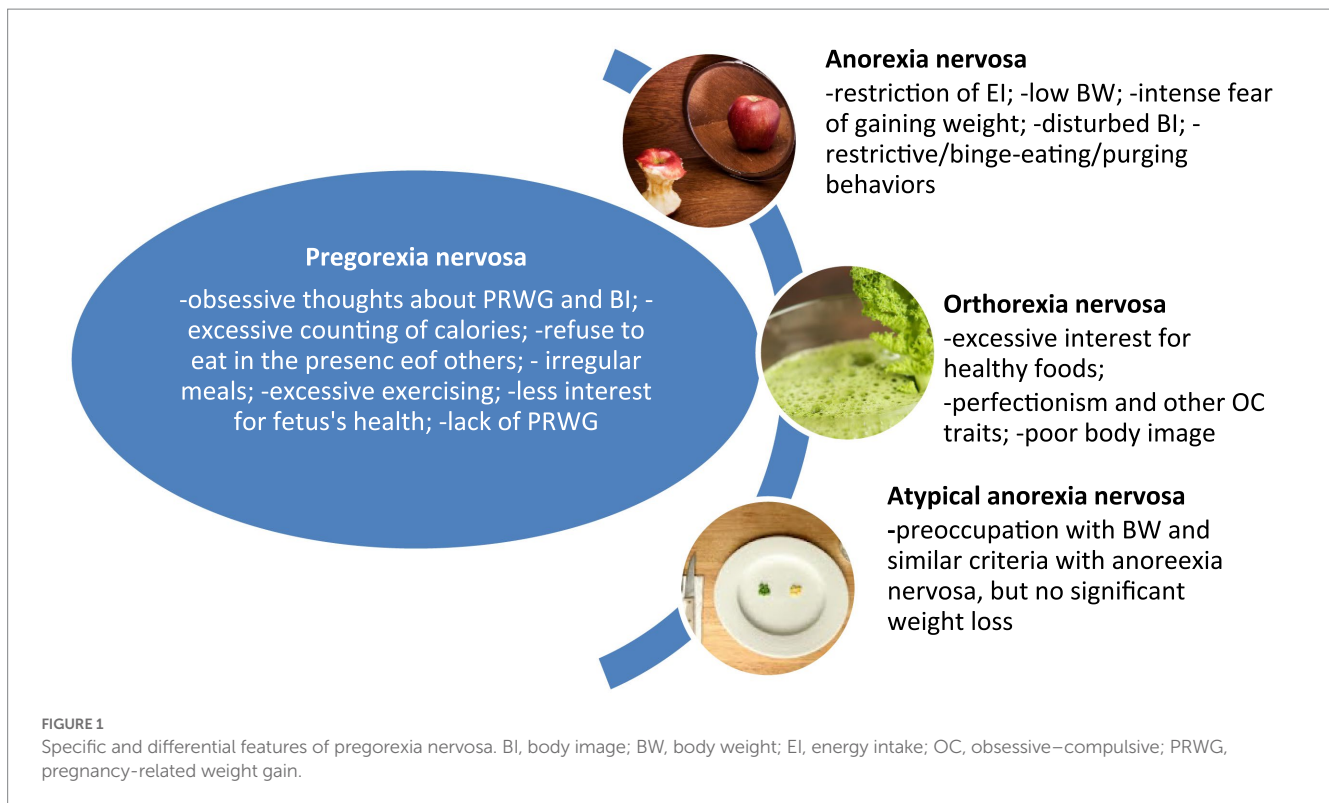 Pregorexia nervosa
-obsessive thoughts about PRWG and BI; -
excessive counting of calories; -refuse to
eat in the presenc eof others; - irregular
meals; -excessive exercising; -less interest
for fetus's health; -lack of PRWG
Anorexia nervosa
-restriction of EI; -low BW; -intense fear
of gaining weight; -disturbed BI; -
restrictive/binge-eating/purging
behaviors
Orthorexia nervosa
-excessive interest for
healthy foods;
-perfectionism and other OC
traits; -poor body image
Atypical anorexia nervosa
-preoccupation with BW and
similar criteria with anoreexia
nervosa, but no significant
weight loss
FIGURE 1
Specific and differential features of pregorexia nervosa. BI, body image; BW, body weight; EI, energy intake; OC, obsessive–compulsive; PRWG,
pregnancy-related weight gain.